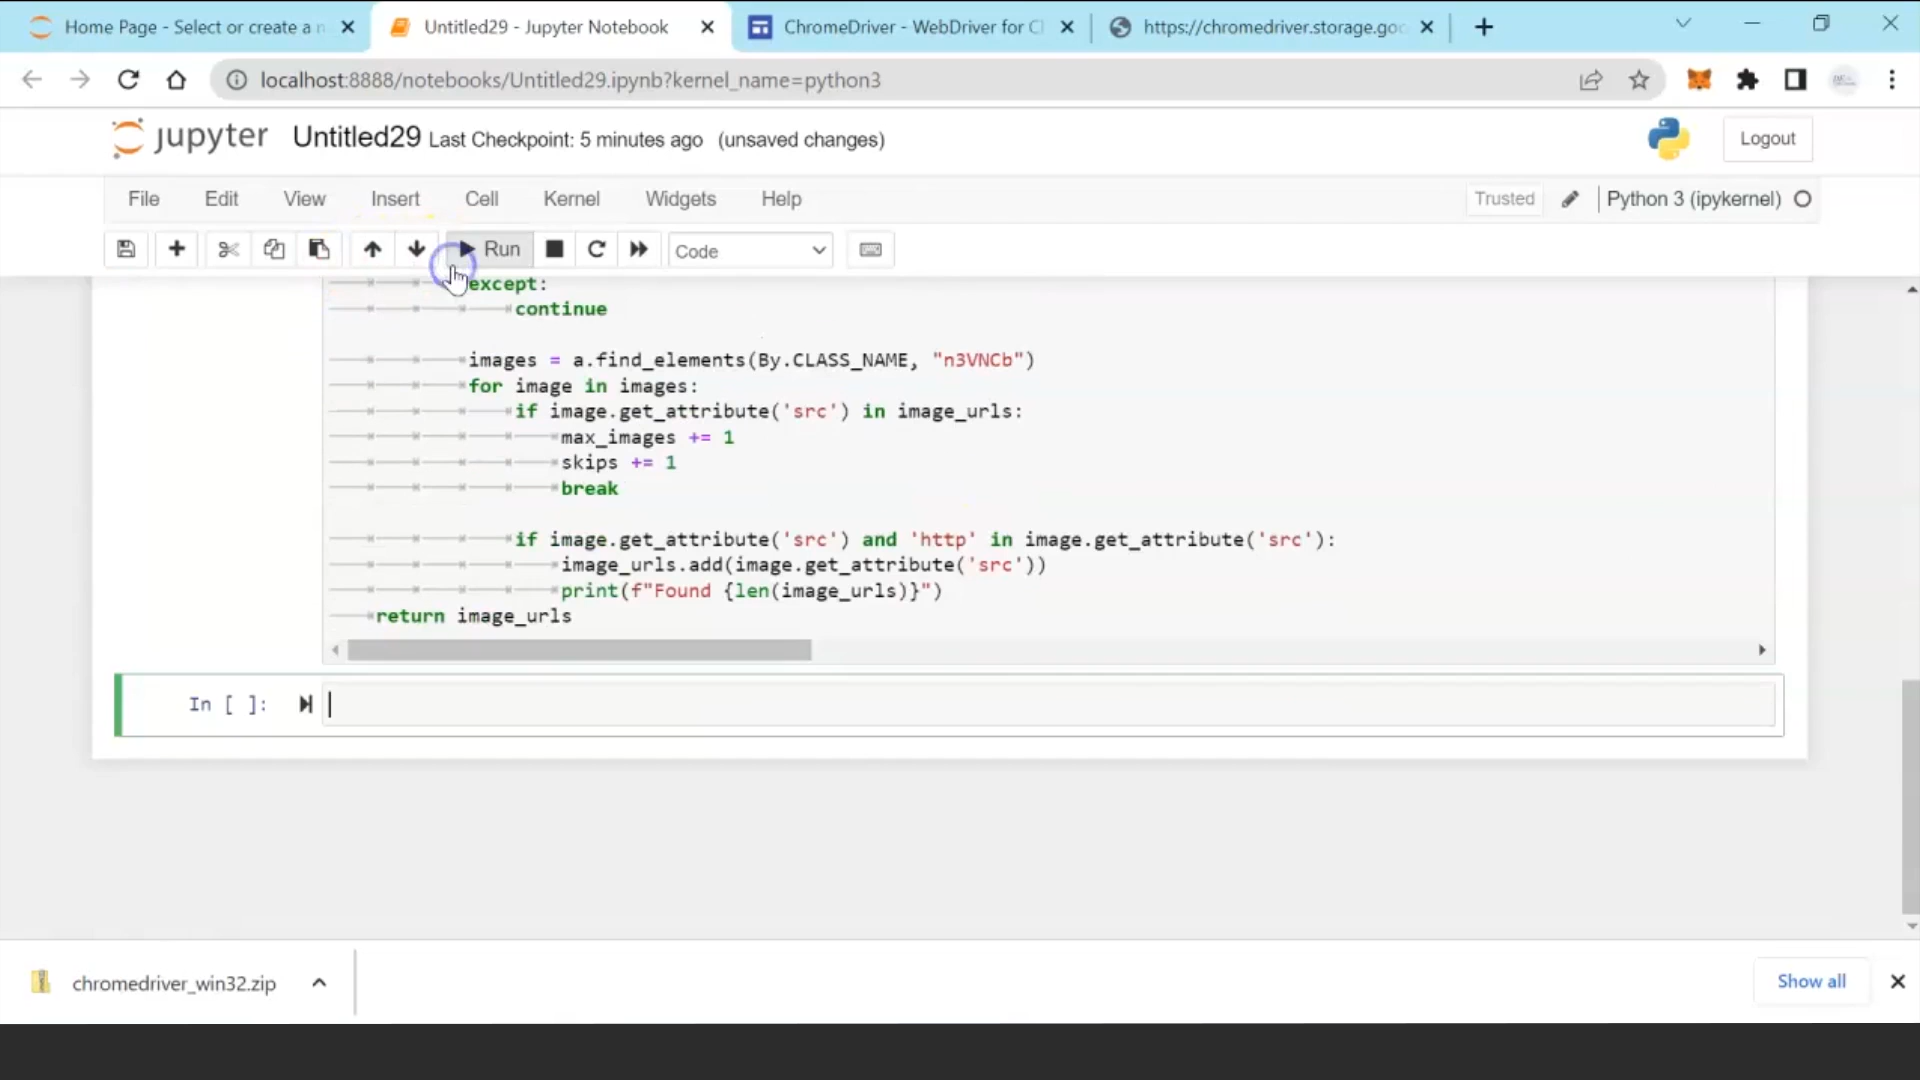 Home Page - Select or create a n
Untitled29 - Jupyter Notebook
ChromeDriver - WebDriver for Cl
https://chromedriver.storage.goo
localhost:8888/notebooks/Untitled29.ipynb?kernel_name=python3
jupyter Untitled29 Last Checkpoint: 5 minutes ago (unsaved changes)
Logout
File Edit View Insert Cell Kernel Widgets Help
Trusted
Python 3 (ipykernel)
Run
Code
except:
continue
images = a.find_elements(By.CLASS_NAME, "n3VNCb")
for image in images:
if image.get_attribute('src') in image_urls:
max_images += 1
skips += 1
break
if image.get_attribute('src') and 'http' in image.get_attribute('src'):
image_urls.add(image.get_attribute('src'))
print(f"Found {len(image_urls)}")
return image_urls
In [ ]:
chromedriver_win32.zip
Show all